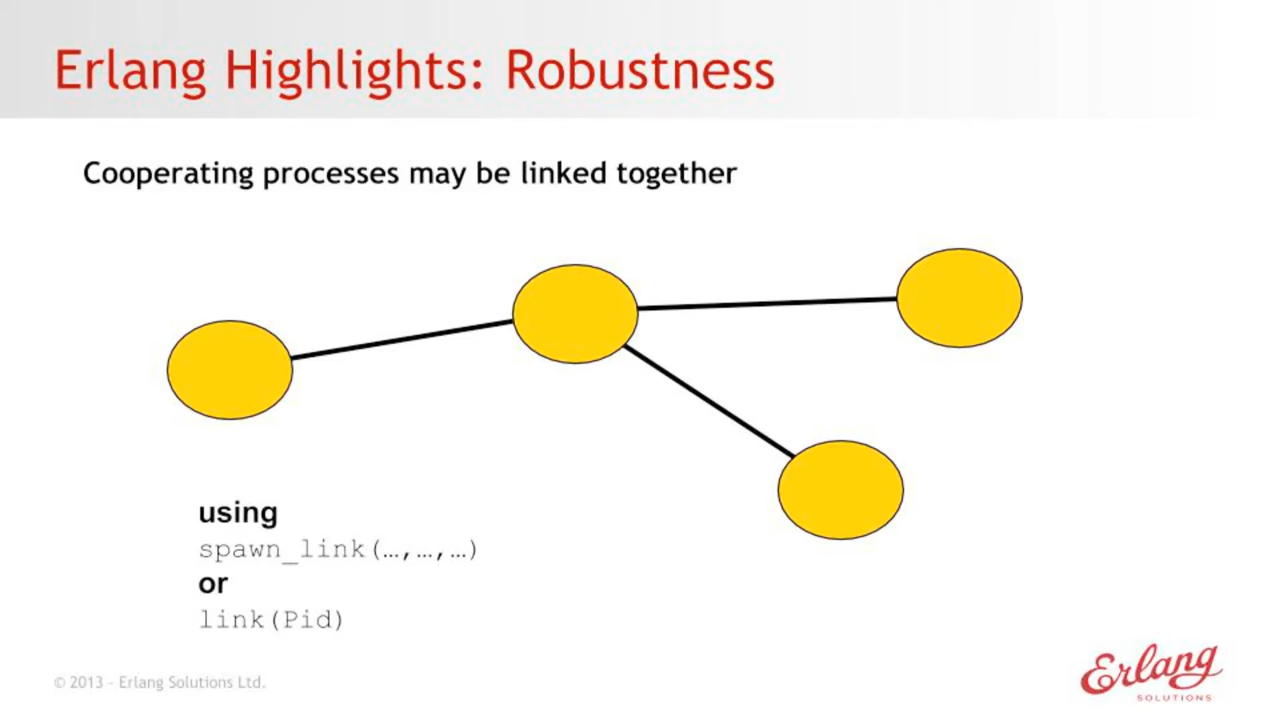 Erlang Highlights: Robustness
Cooperating processes may be linked together
using
spawn_link(…,…,…)
or
link(Pid)
© 2013 – Erlang Solutions Ltd.
Erlang
SOLUTIONS